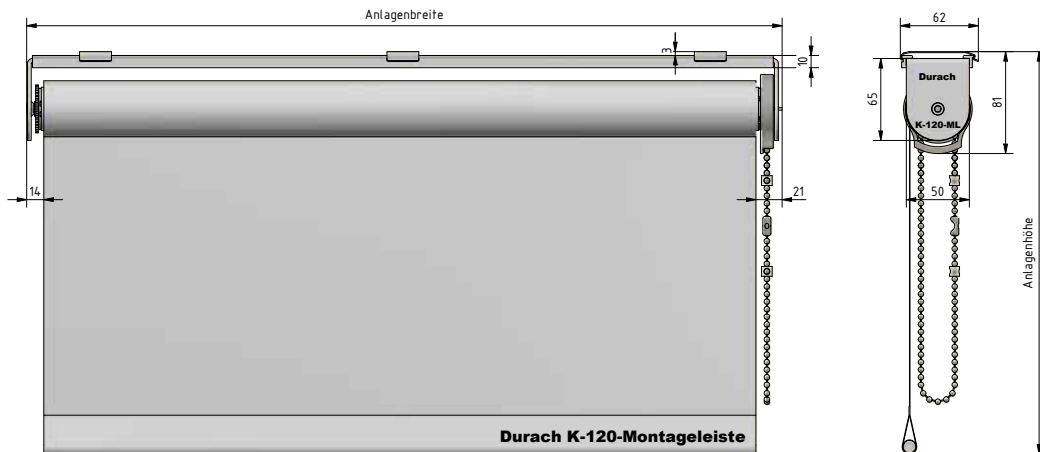 Anlagenbreite
62
3
10
Durach
65
81
K-120-ML
14
21
50
Anlagenhöhe
Durach K-120-Montageleiste